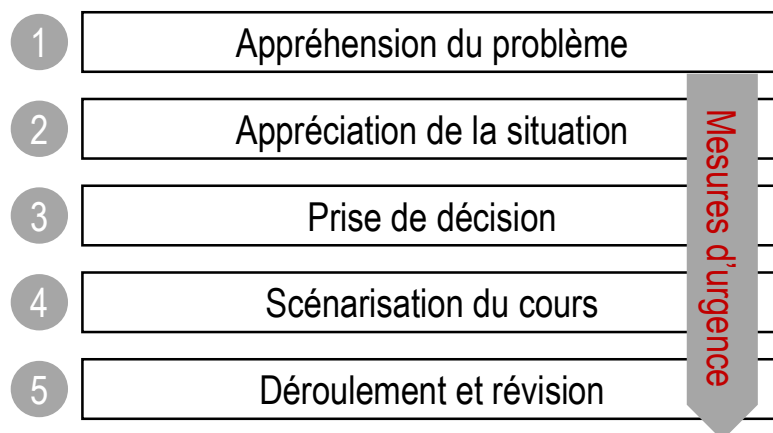 1 Appréhension du problème
2 Appréciation de la situation
3 Prise de décision
4 Scénarisation du cours
5 Déroulement et révision
Mesures d'urgence